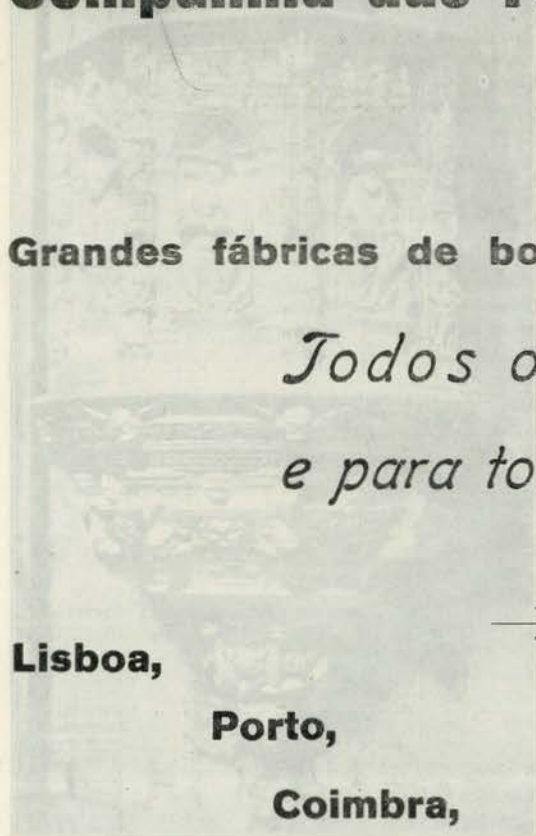 Grandes fábricas de bo
Todos o
e para to
Lisboa,
Porto,
Coimbra,